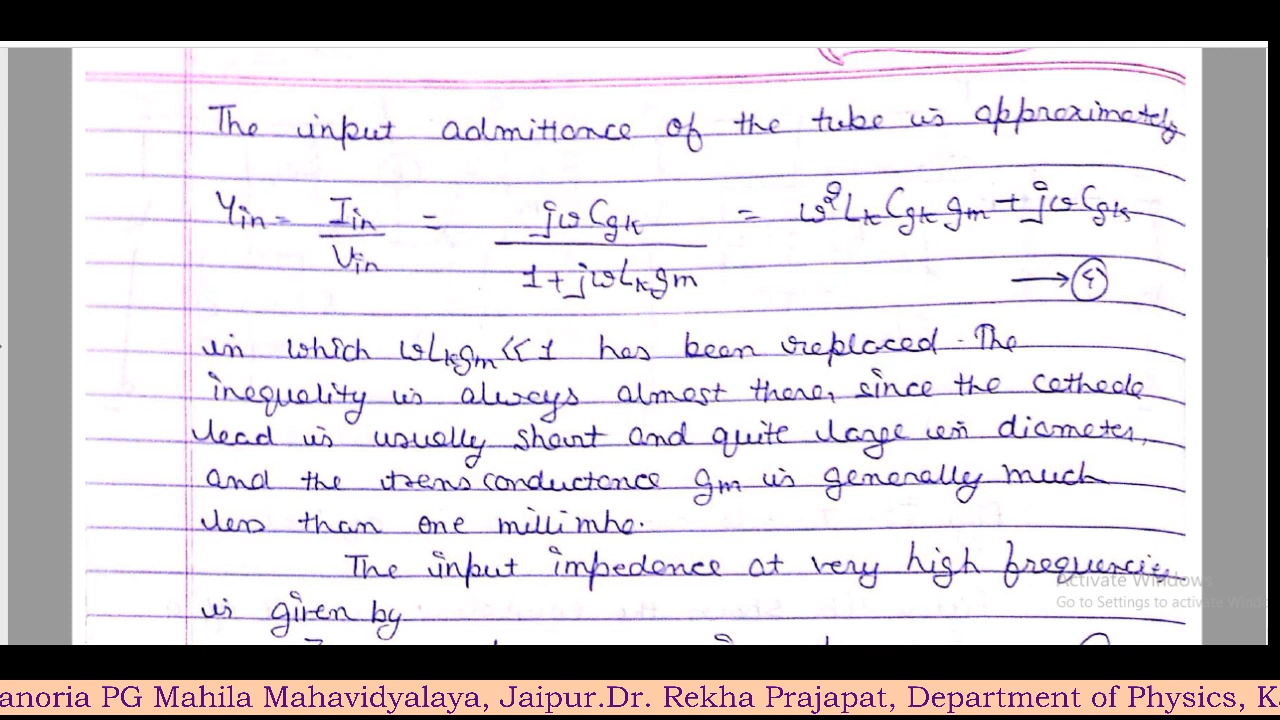 The input admittance of the tube is approximately
Yin = Iin / Vin = jωCgk / 1 + jωLkgm = ω²LkCgk gm + jωCgk
→ (4)
in which ωLkgm << 1 has been replaced. The
inequality is always almost there, since the cathode
lead is usually short and quite large in diameter,
and the transconductance gm is generally much
less than one millimho.
The input impedence at very high frequencies
is given by
Activate Windows
Go to Settings to activate Windo
anoria PG Mahila Mahavidyalaya, Jaipur.Dr. Rekha Prajapat, Department of Physics, K